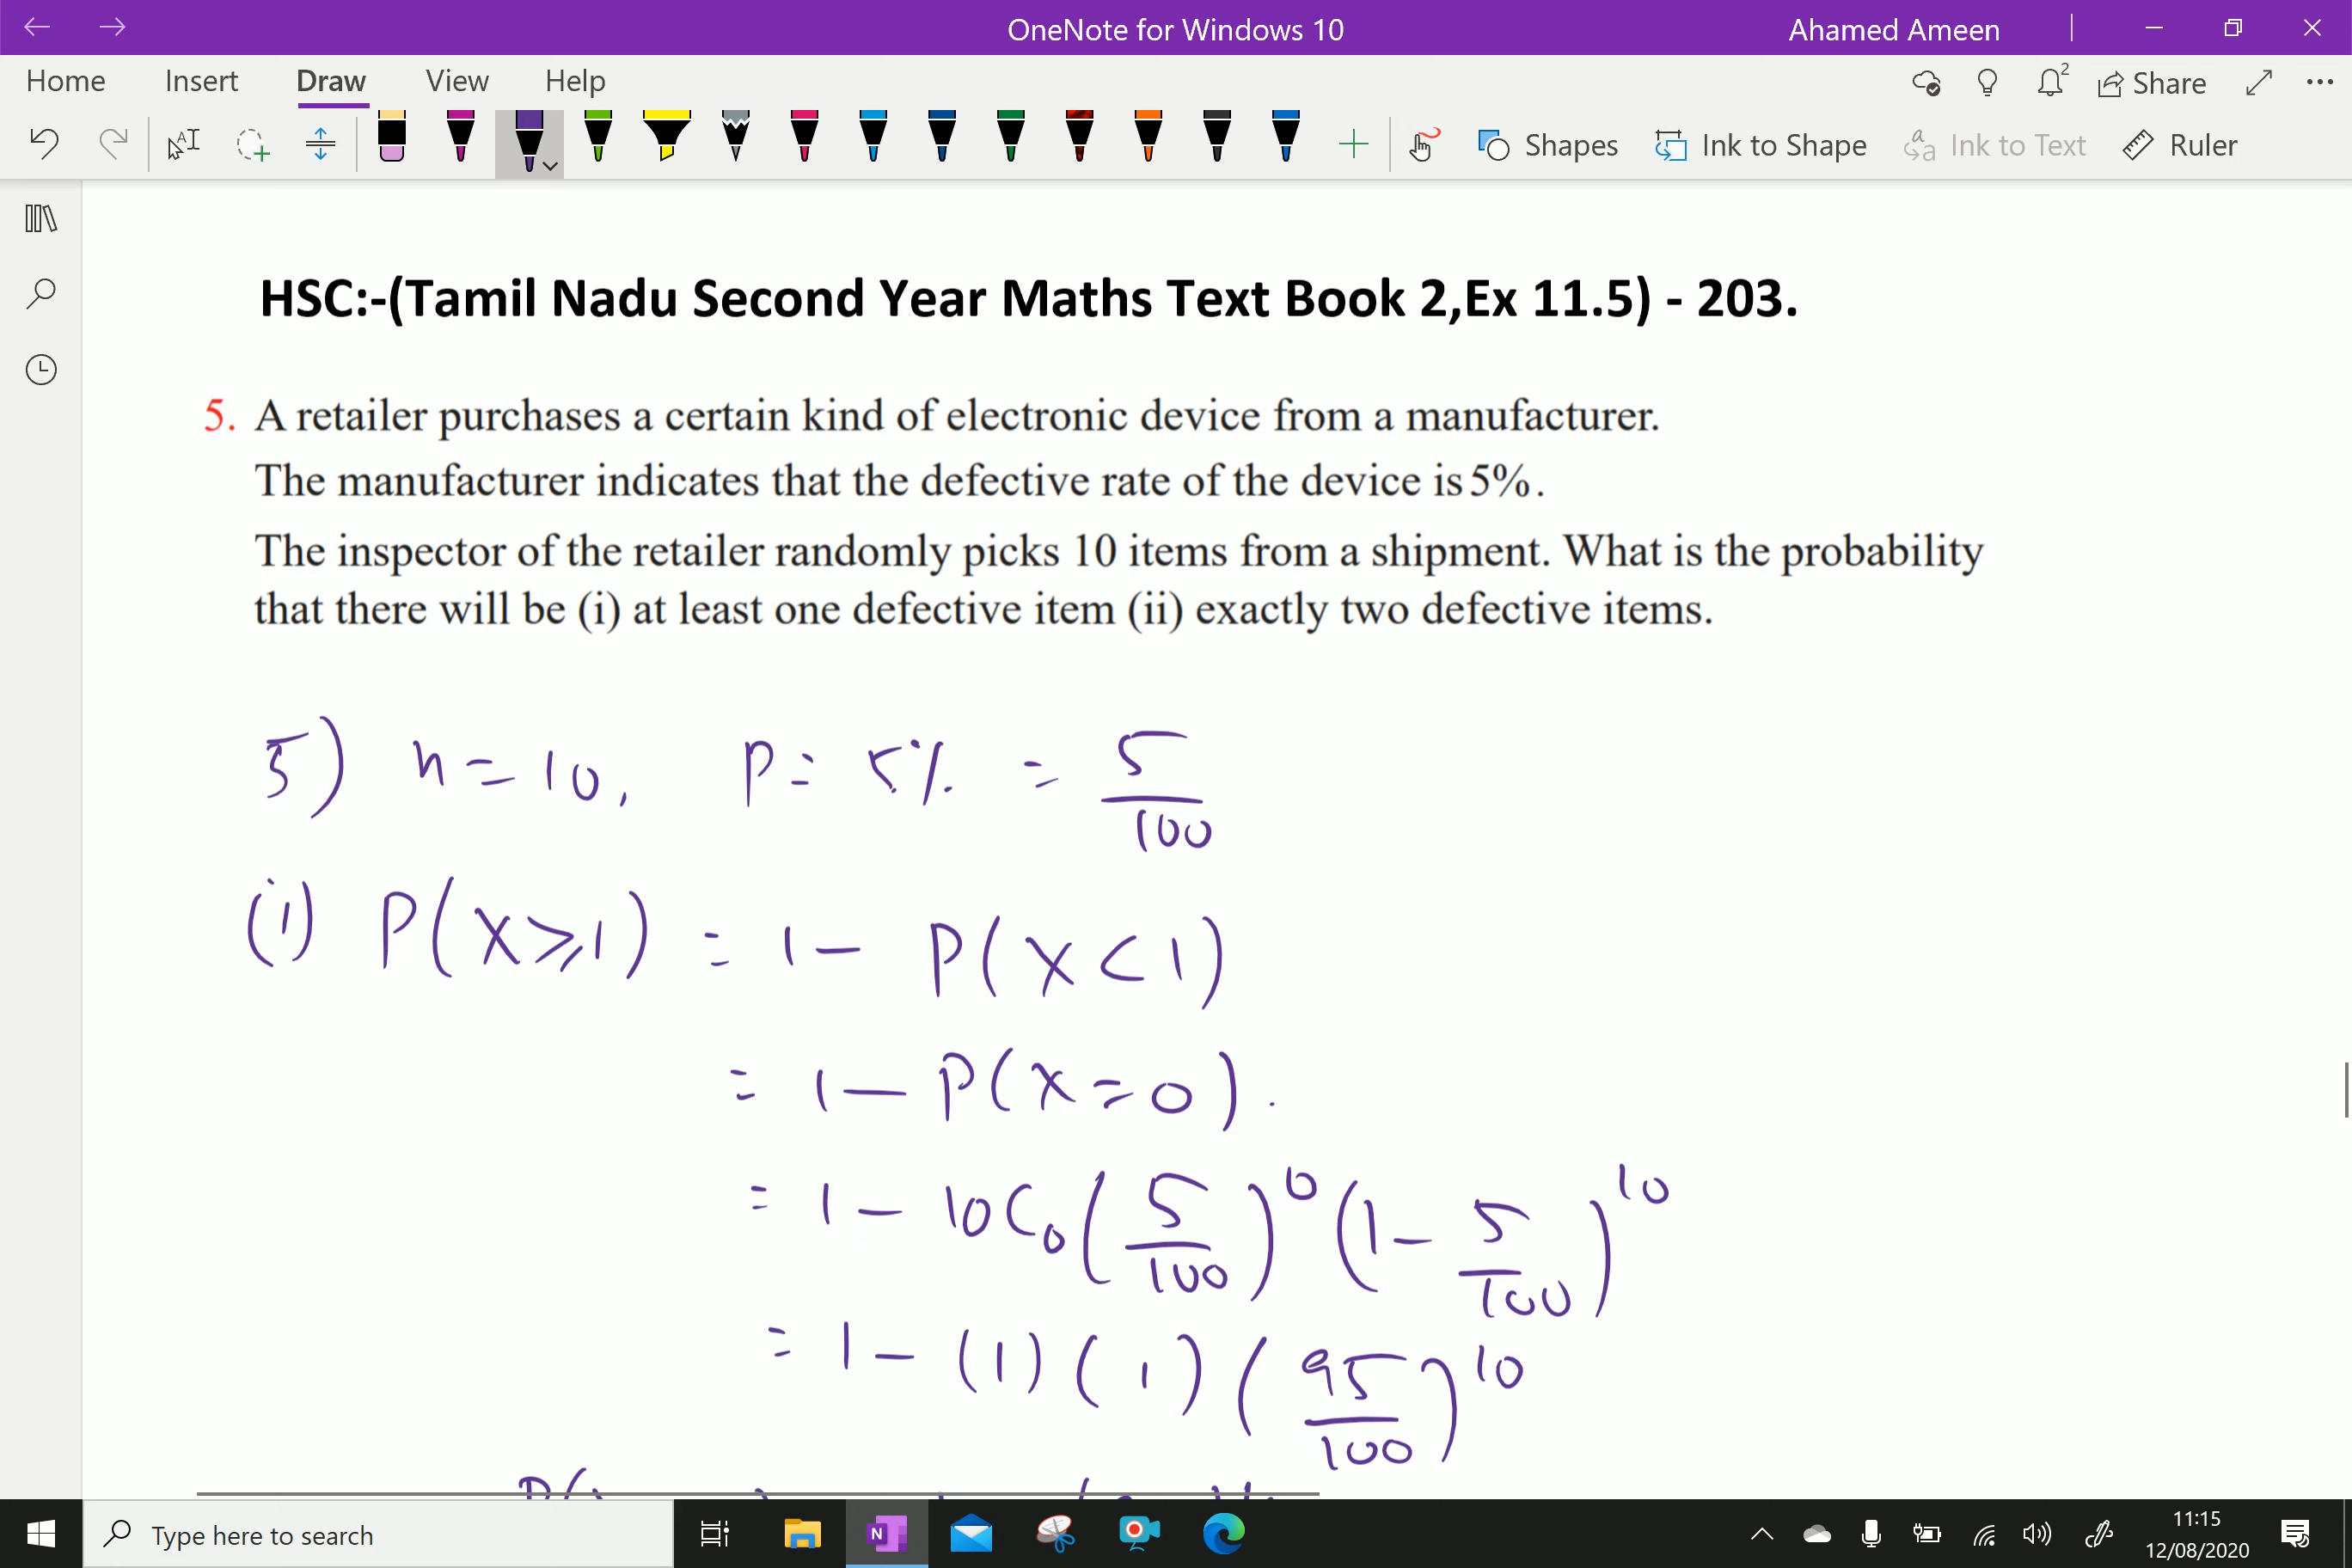 OneNote for Windows 10
Ahamed Ameen
Home Insert Draw View Help
2
Share
Shapes Ink to Shape Ink to Text Ruler
HSC:-(Tamil Nadu Second Year Maths Text Book 2,Ex 11.5) - 203.
5. A retailer purchases a certain kind of electronic device from a manufacturer.
The manufacturer indicates that the defective rate of the device is 5%.
The inspector of the retailer randomly picks 10 items from a shipment. What is the probability
that there will be (i) at least one defective item (ii) exactly two defective items.
5) n = 10, P = 5% = 5/100
(i) P(X ≥ 1) = 1 - P(X < 1)
= 1 - P(X = 0).
= 1 - 10C₀ (5/100)⁰ (1 - 5/100)¹⁰
= 1 - (1) (1) (95/100)¹⁰
Type here to search
N
11:15
12/08/2020